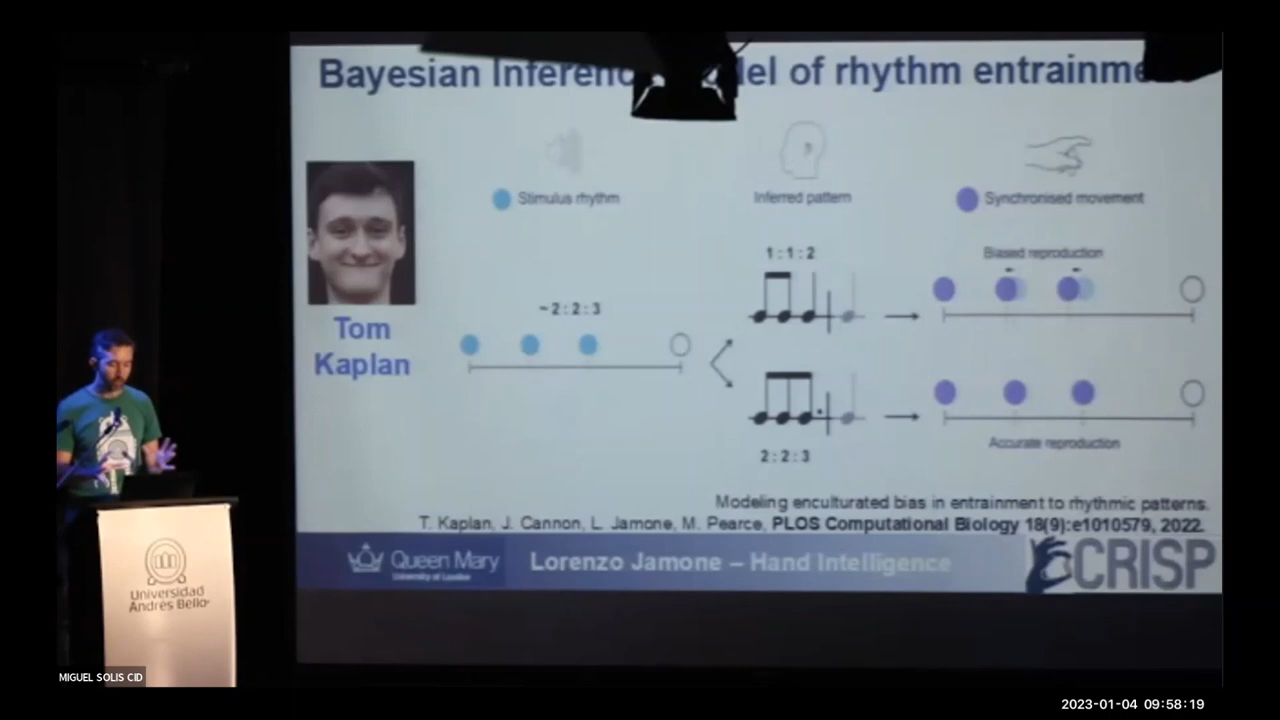 Bayesian Inferenc del of rhythm entrainme
Stimulus rhythm
Inferred pattern
Synchronised movement
1 : 1 : 2
Biased reproduction
~ 2 : 2 : 3
Tom
Kaplan
2 : 2 : 3
Accurate reproduction
Modeling enculturated bias in entrainment to rhythmic patterns.
T. Kaplan, J. Cannon, L. Jamone, M. Pearce, PLOS Computational Biology 18(9):e1010579, 2022.
Queen Mary
University of London
Lorenzo Jamone – Hand Intelligence
CRISP
Universidad
Andrés Bello
MIGUEL SOLIS CID
2023-01-04 09:58:19